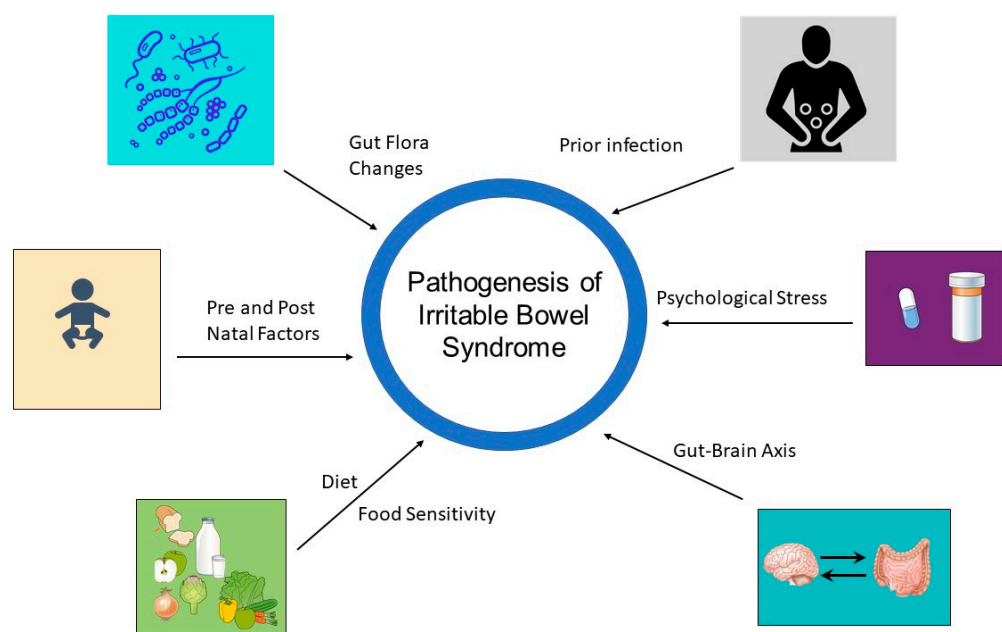 Gut Flora
Changes
Prior infection
Pathogenesis of
Irritable Bowel
Syndrome
Pre and Post
Natal Factors
Psychological Stress
Diet
Food Sensitivity
Gut-Brain Axis